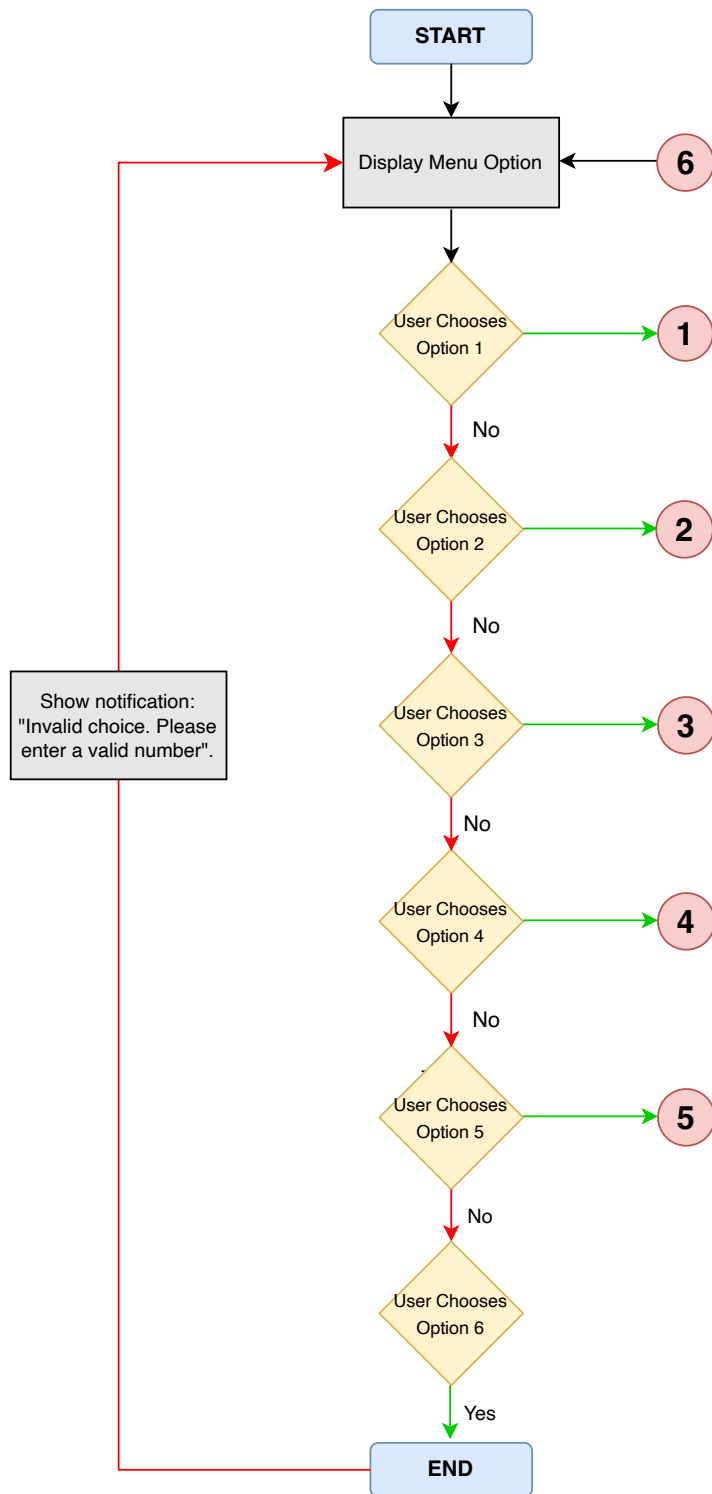 START
Display Menu Option
6
User Chooses
Option 1
1
No
User Chooses
Option 2
2
No
Show notification:
"Invalid choice. Please
enter a valid number".
User Chooses
Option 3
3
No
User Chooses
Option 4
4
No
User Chooses
Option 5
5
No
User Chooses
Option 6
Yes
END